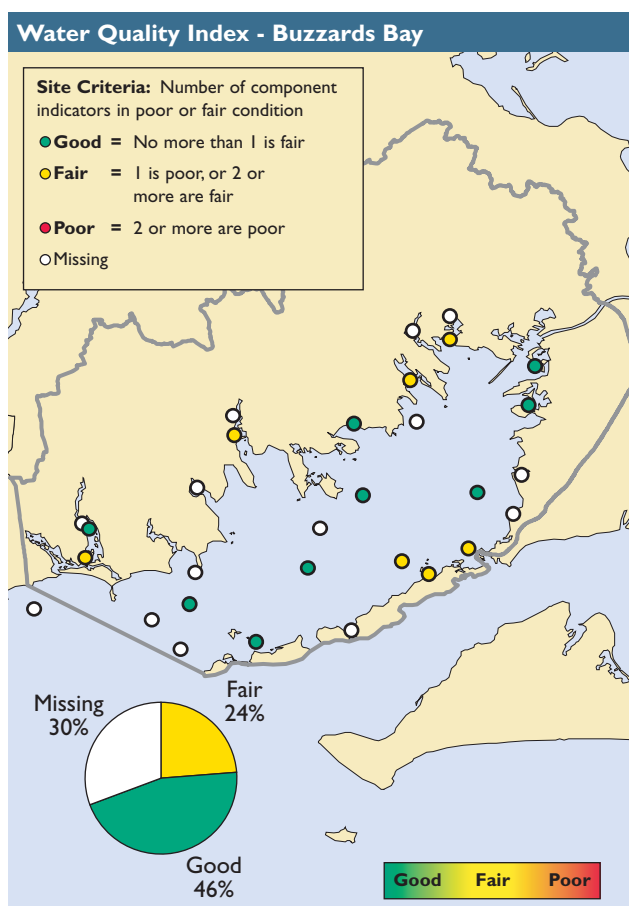 Water Quality Index - Buzzards Bay
Site Criteria: Number of component
indicators in poor or fair condition
Good = No more than 1 is fair
Fair = 1 is poor, or 2 or
more are fair
Poor = 2 or more are poor
Missing
Missing
30%
Fair
24%
Good
46%
Good Fair Poor